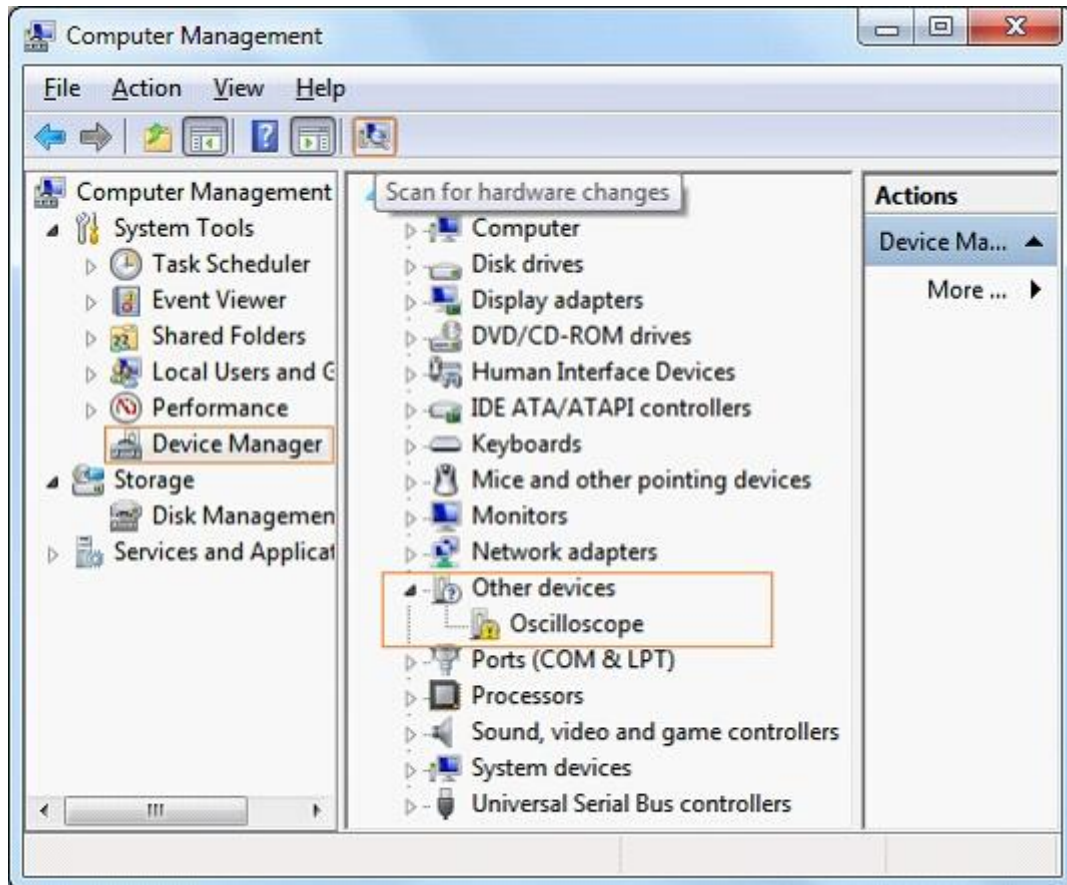 Computer Management
File Action View Help
Computer Management
System Tools
Task Scheduler
Event Viewer
Shared Folders
Local Users and G
Performance
Device Manager
Storage
Disk Managemen
Services and Applicat
Scan for hardware changes
Computer
Disk drives
Display adapters
DVD/CD-ROM drives
Human Interface Devices
IDE ATA/ATAPI controllers
Keyboards
Mice and other pointing devices
Monitors
Network adapters
Other devices
Oscilloscope
Ports (COM & LPT)
Processors
Sound, video and game controllers
System devices
Universal Serial Bus controllers
Actions
Device Ma...
More ...